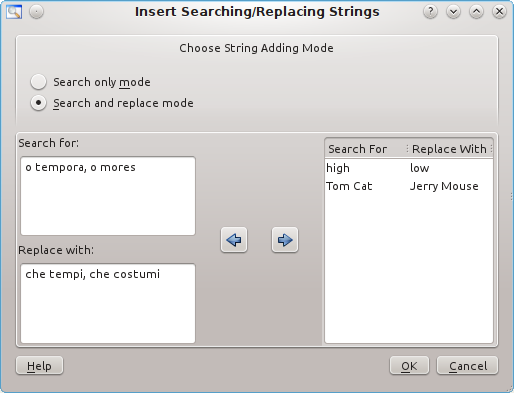 Insert Searching/Replacing Strings
Choose String Adding Mode
Search only mode
Search and replace mode
Search for:
o tempora, o mores
Replace with:
che tempi, che costumi
Search For Replace With
high low
Tom Cat Jerry Mouse
Help OK Cancel